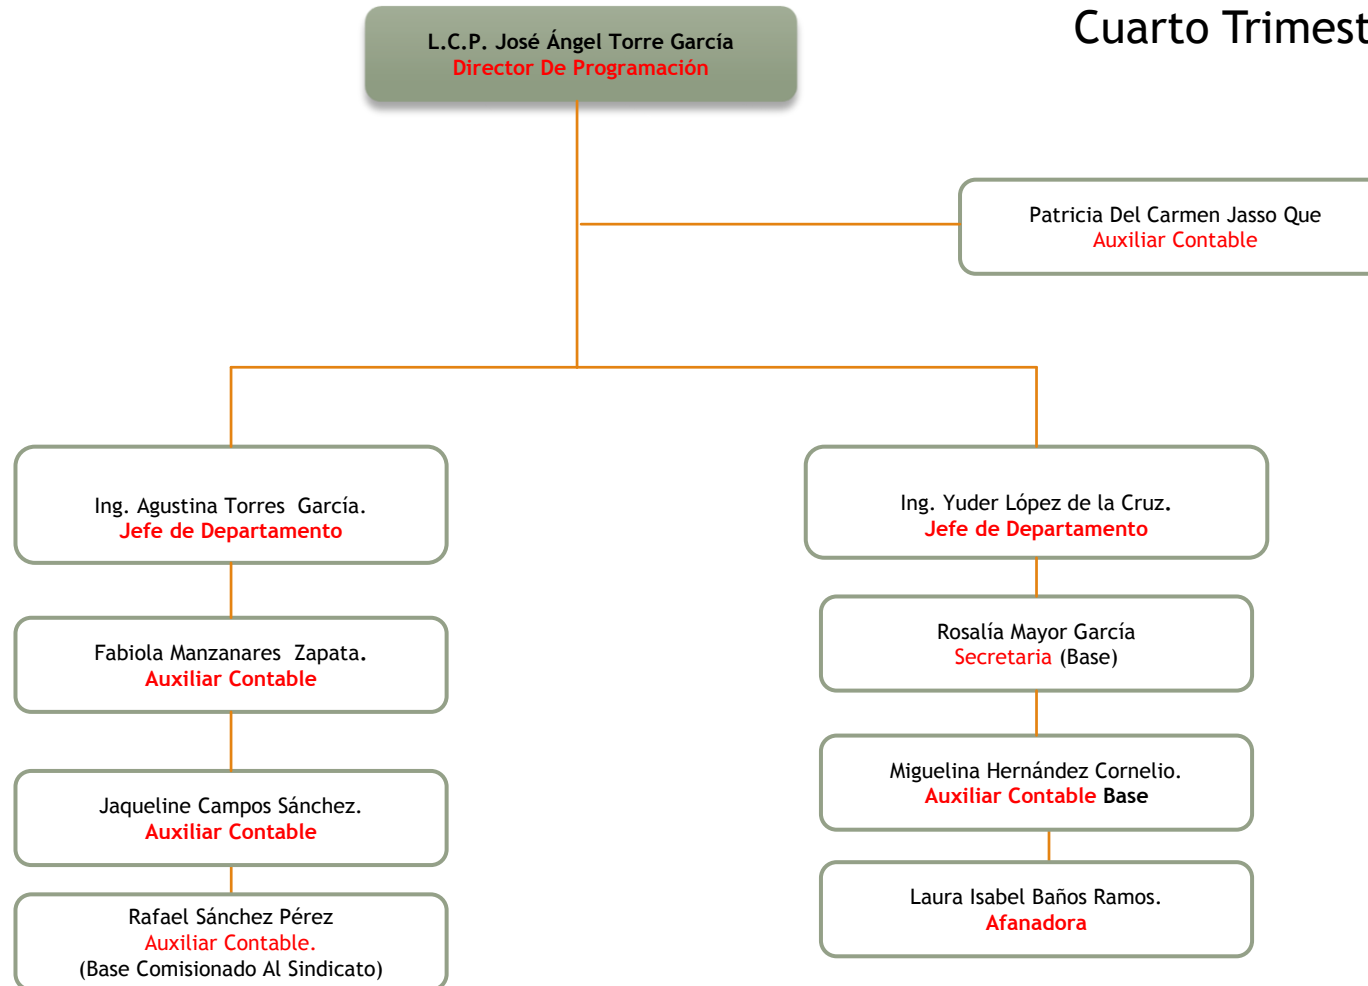 Cuarto Trimest
L.C.P. José Ángel Torre García
Director De Programación
Patricia Del Carmen Jasso Que
Auxiliar Contable
Ing. Agustina Torres García.
Jefe de Departamento
Ing. Yuder López de la Cruz.
Jefe de Departamento
Fabiola Manzanares Zapata.
Auxiliar Contable
Rosalía Mayor García
Secretaria (Base)
Jaqueline Campos Sánchez.
Auxiliar Contable
Miguelina Hernández Cornelio.
Auxiliar Contable Base
Rafael Sánchez Pérez
Auxiliar Contable.
(Base Comisionado Al Sindicato)
Laura Isabel Baños Ramos.
Afanadora